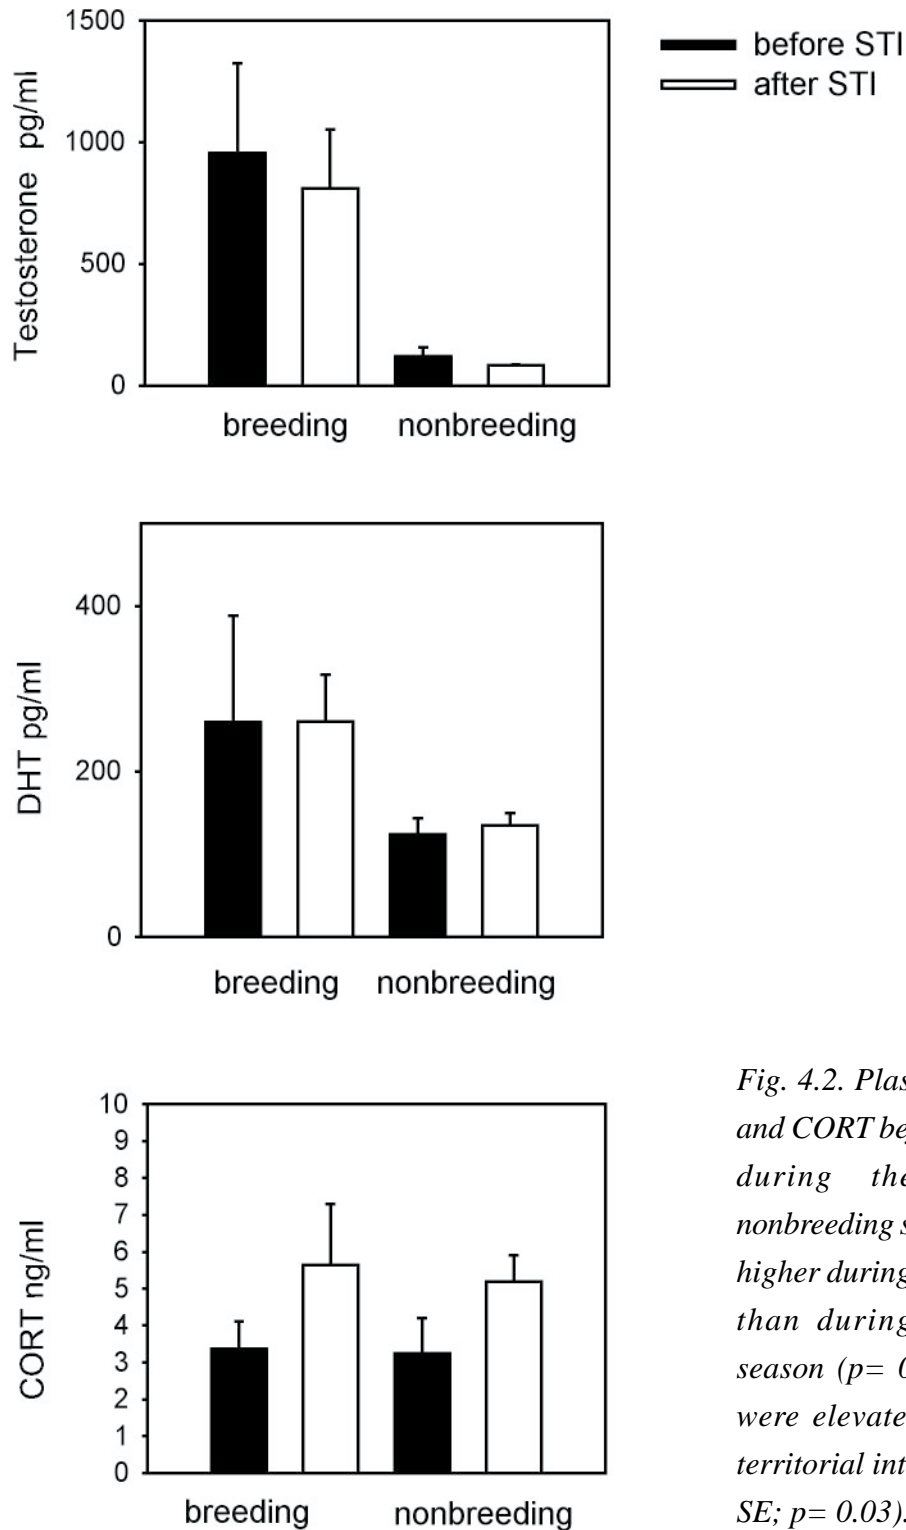 1500
1000
500
0
Testosterone pg/ml
breeding nonbreeding
before STI
after STI
400
200
0
DHT pg/ml
breeding nonbreeding
10
9
8
7
6
5
4
3
2
1
0
CORT ng/ml
breeding nonbreeding
Fig. 4.2. Plas
and CORT be
during the
nonbreeding s
higher during
than during
season (p= 0
were elevate
territorial int
SE; p= 0.03).